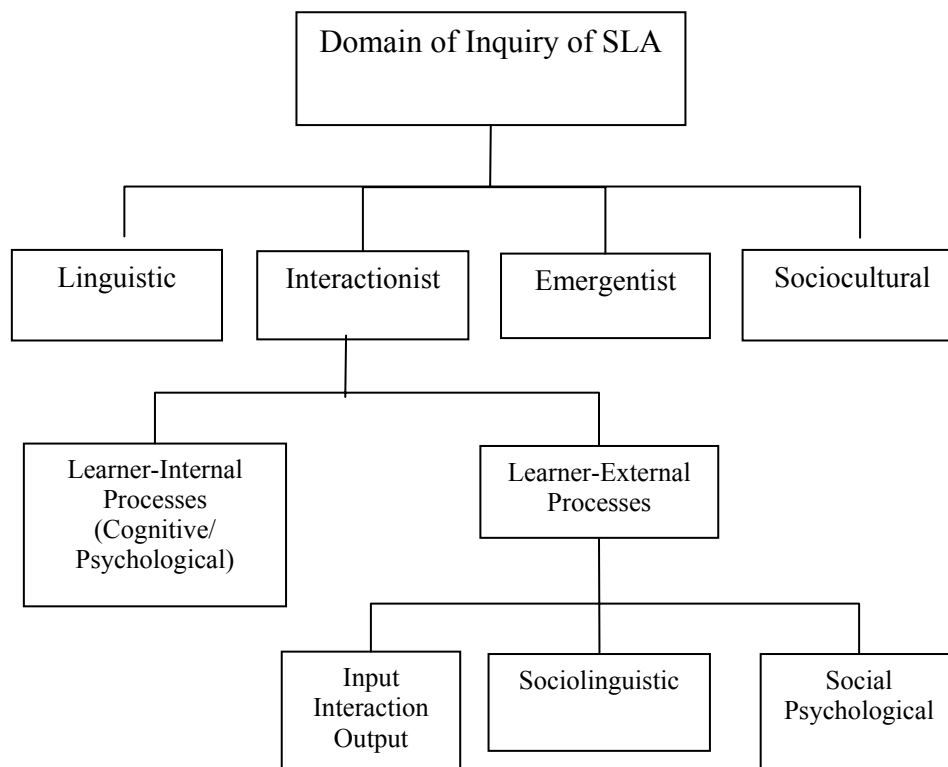 Domain of Inquiry of SLA
Linguistic
Interactionist
Emergentist
Sociocultural
Learner-Internal
Processes
(Cognitive/
Psychological)
Learner-External
Processes
Input
Interaction
Output
Sociolinguistic
Social
Psychological